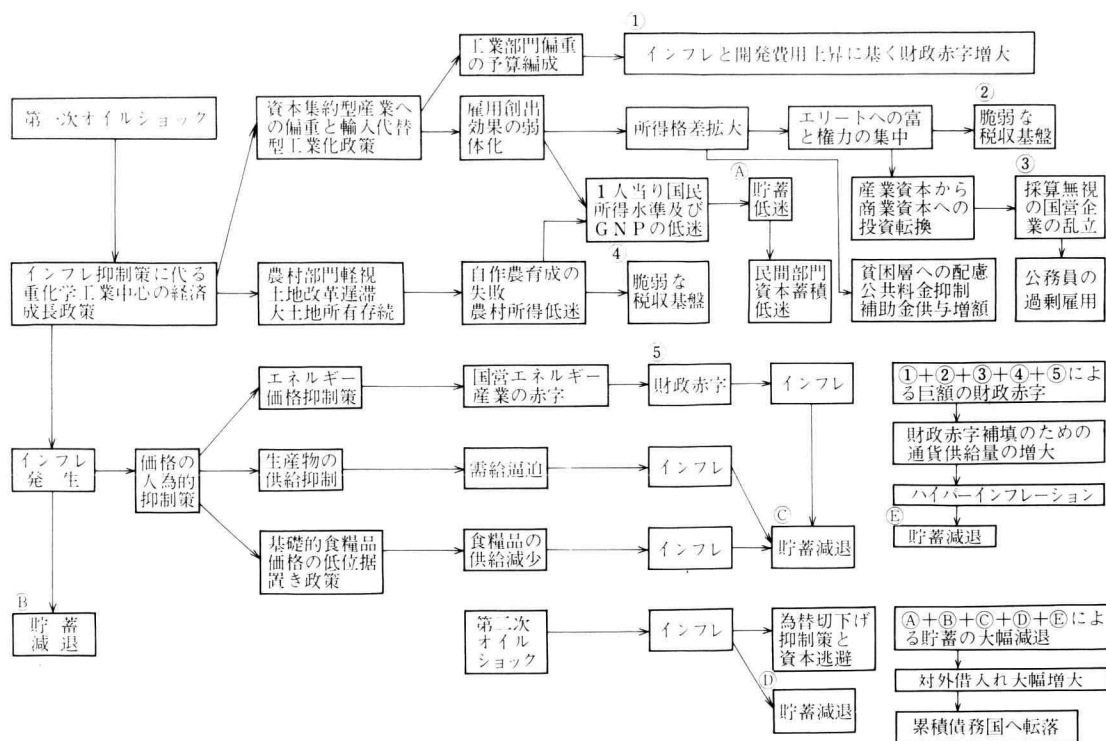 ①
工業部門偏重
の予算編成
インフレと開発費用上昇に基く財政赤字増大
第一次オイルショック
資本集約型産業へ
の偏重と輸入代替
型工業化政策
雇用創出
効果の弱
体化
所得格差拡大
エリートへの富
と権力の集中
②
脆弱な
税収基盤
1人当り国民
所得水準及び
GNPの低迷
Ⓐ
貯蓄
低迷
産業資本から
商業資本への
投資転換
③
採算無視
の国営企
業の乱立
インフレ抑制策に代る
重化学工業中心の経済
成長政策
農村部門軽視
土地改革遅滞
大土地所有存続
自作農育成の
失敗
農村所得低迷
④
脆弱な
税収基盤
民間部門
資本蓄積
低迷
貧困層への配慮
公共料金抑制
補助金供与増額
公務員の
過剰雇用
エネルギー
価格抑制策
国営エネルギー
産業の赤字
⑤
財政赤字
インフレ
①+②+③+④+⑤によ
る巨額の財政赤字
インフレ
発生
価格の
人為的
抑制策
生産物の
供給抑制
需給逼迫
インフレ
財政赤字補填のための
通貨供給量の増大
ハイパーインフレーション
基礎的食糧品
価格の低位据
置き政策
食糧品の
供給減少
インフレ
Ⓒ
貯蓄減退
Ⓔ
貯蓄減退
Ⓑ
貯蓄
減退
第二次
オイル
ショック
インフレ
為替切下げ
抑制策と
資本逃避
Ⓓ
貯蓄減退
Ⓐ+Ⓑ+Ⓒ+Ⓓ+Ⓔによ
る貯蓄の大幅減退
対外借入れ大幅増大
累積債務国へ転落